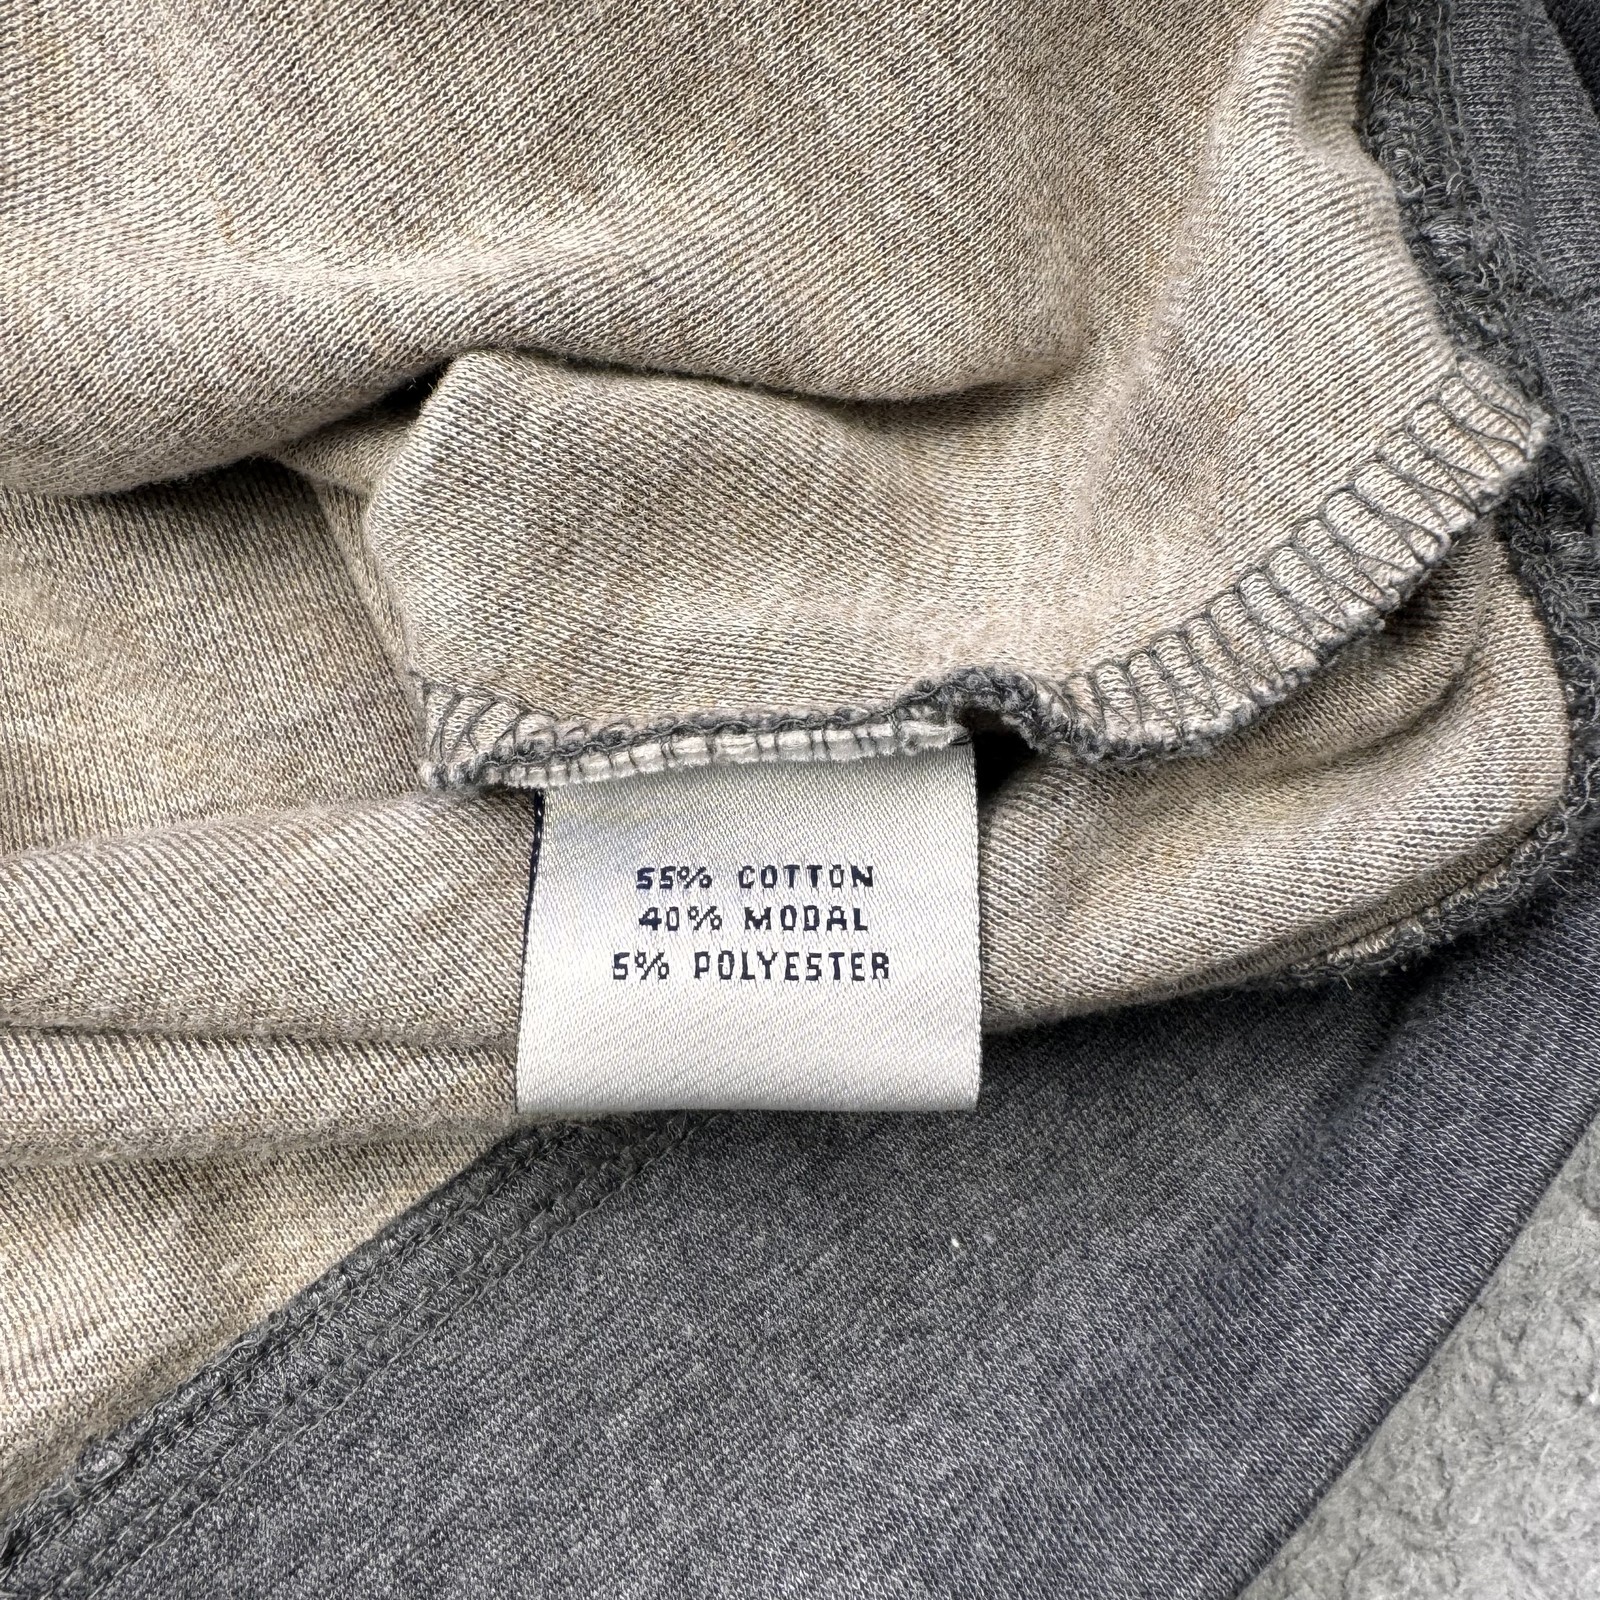 55% COTTON
40% MODAL
5% POLYESTER